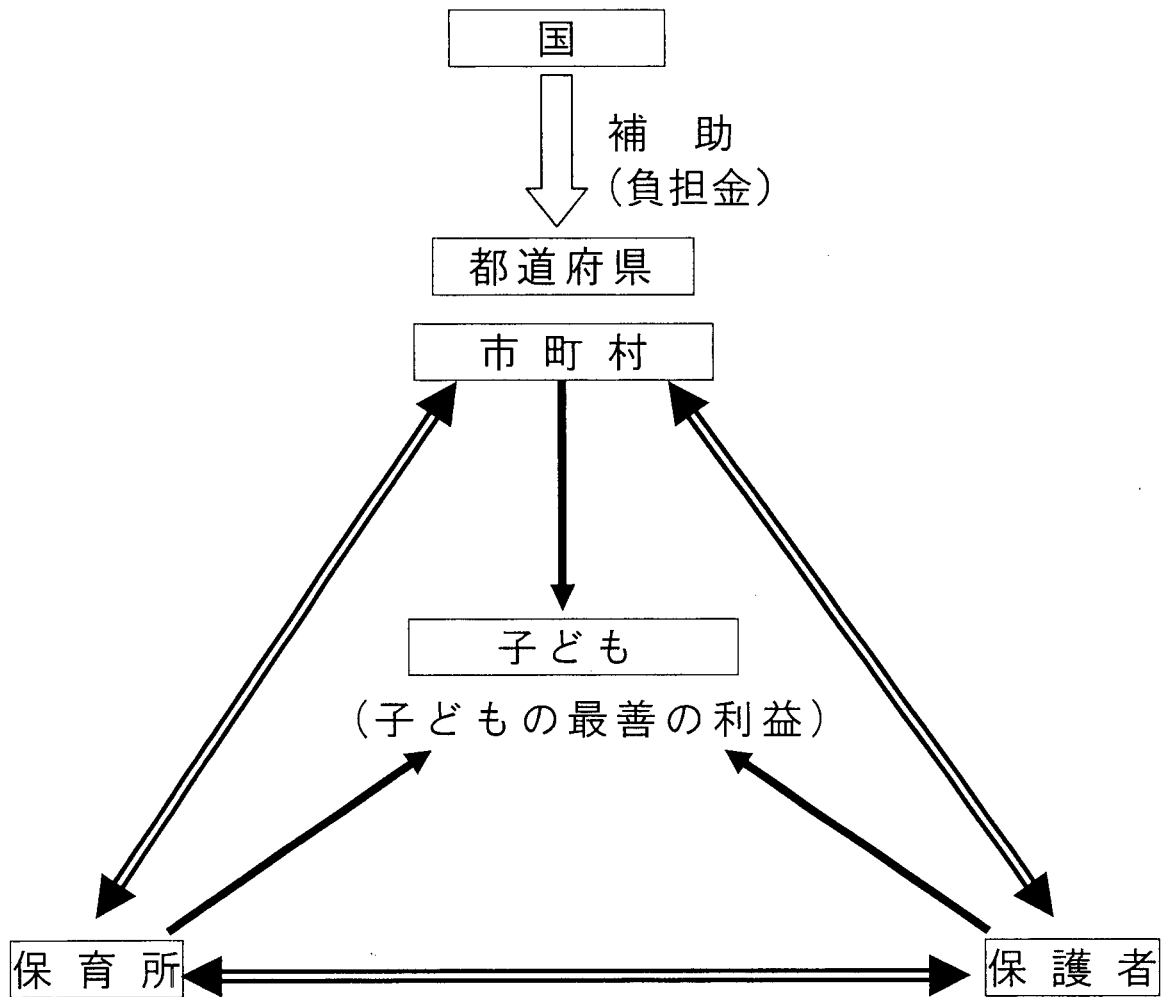 国
補助
（負担金）
都道府県
市町村
子ども
（子どもの最善の利益）
保育所
保護者